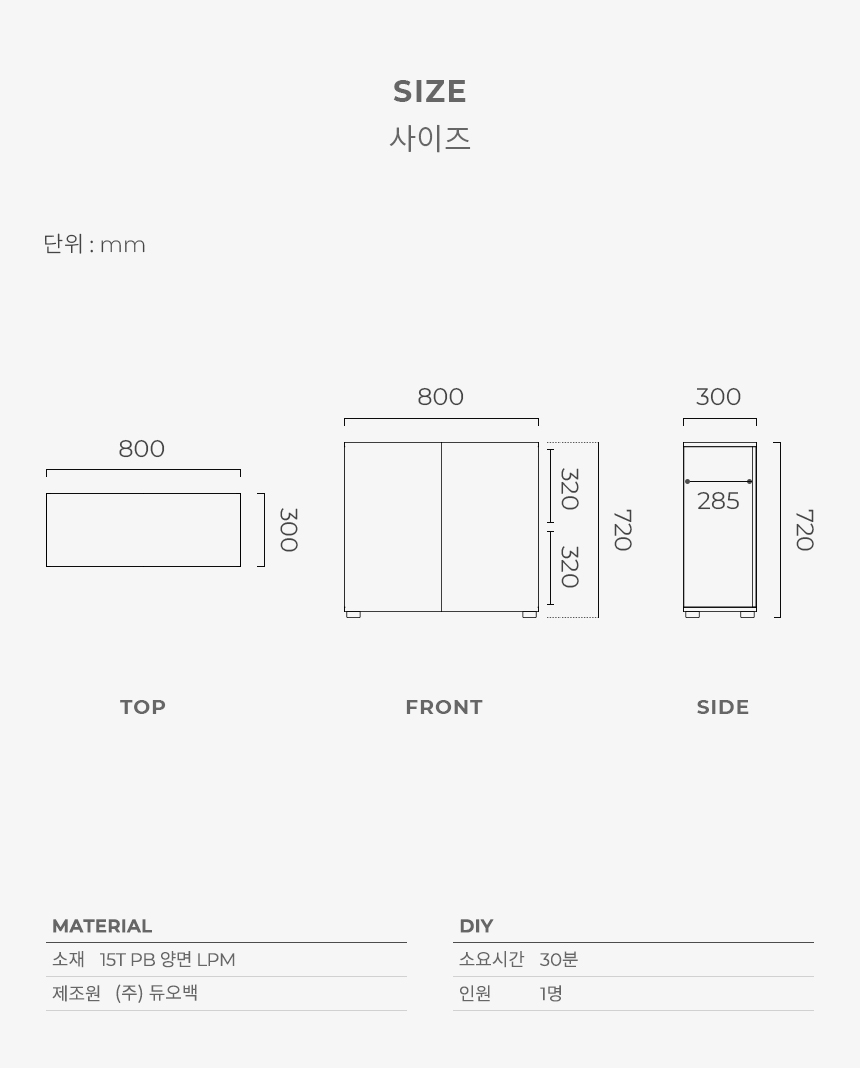 SIZE
사이즈
단위 : mm
800
300
TOP
800
320
320
720
FRONT
300
285
720
SIDE
MATERIAL
소재 15T PB 양면 LPM
제조원 (주) 듀오백
DIY
소요시간 30분
인원 1명